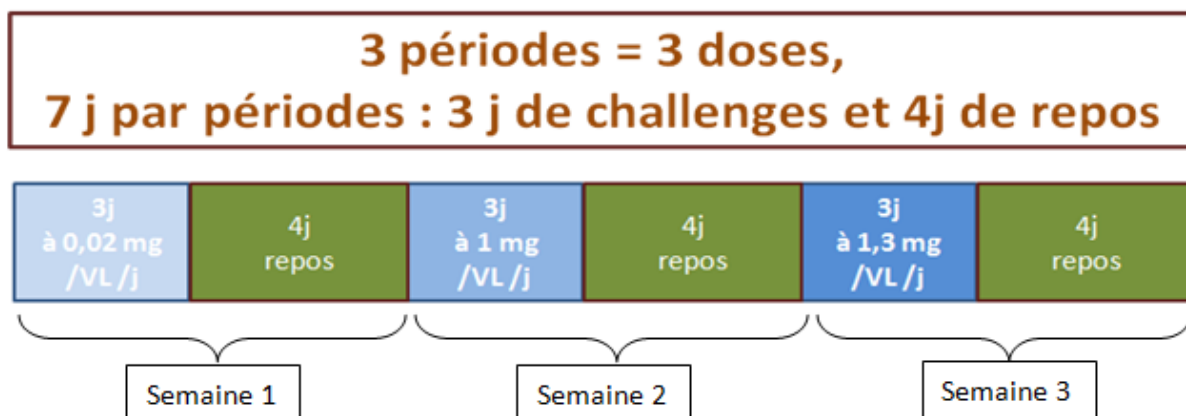 3 périodes = 3 doses,
7 j par périodes : 3 j de challenges et 4j de repos
3j
à 0,02 mg
/VL /j
4j
repos
3j
à 1 mg
/VL /j
4j
repos
3j
à 1,3 mg
/VL /j
4j
repos
Semaine 1
Semaine 2
Semaine 3